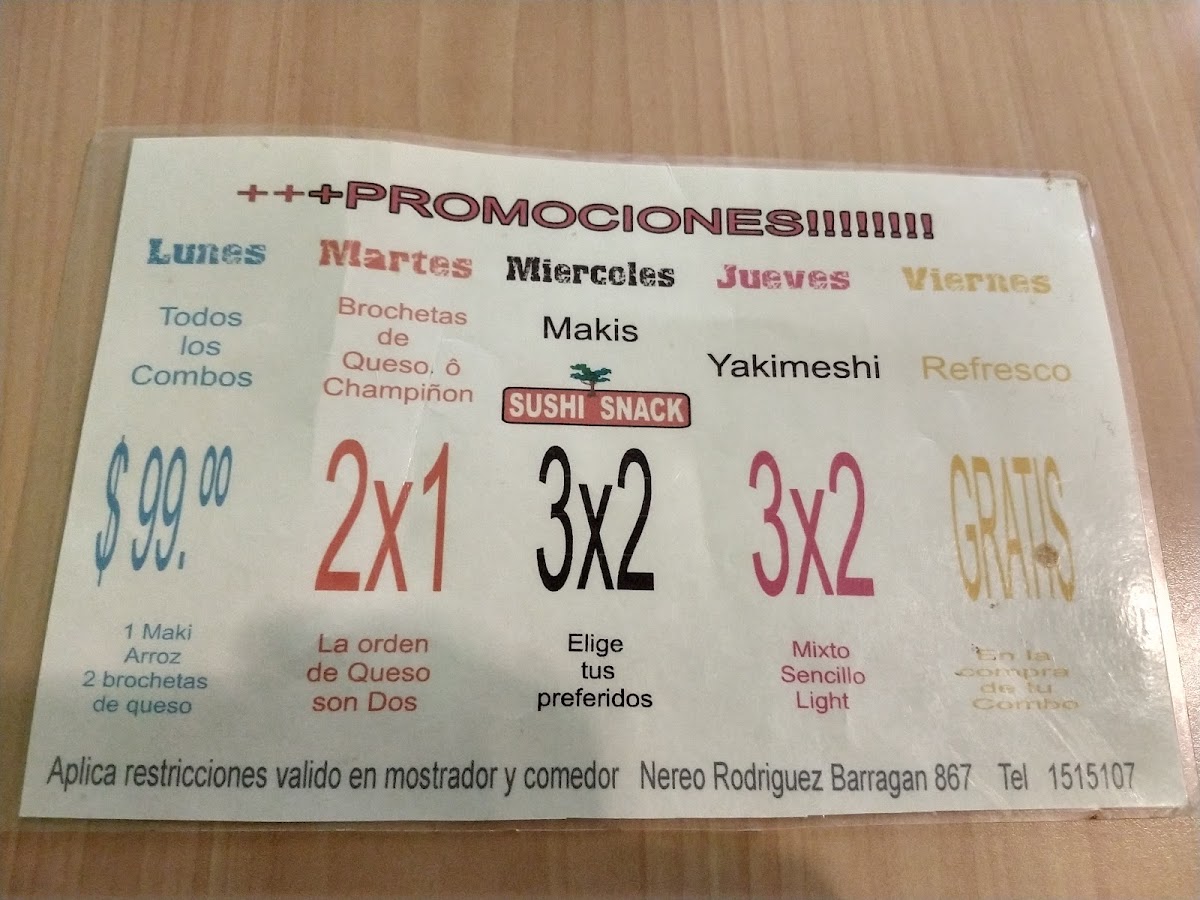 +++PROMOCIONES!!!!!!!!
Lunes
Todos
los
Combos
$ 99.00
1 Maki
Arroz
2 brochetas
de queso
Martes
Brochetas
de
Queso, ô
Champiñon
2x1
La orden
de Queso
son Dos
Miercoles
Makis
SUSHI SNACK
3x2
Elige
tus
preferidos
Jueves
Yakimeshi
3x2
Mixto
Sencillo
Light
Viernes
Refresco
GRATIS
En la
compra
de tu
Combo
Aplica restricciones valido en mostrador y comedor Nereo Rodriguez Barragan 867 Tel 1515107